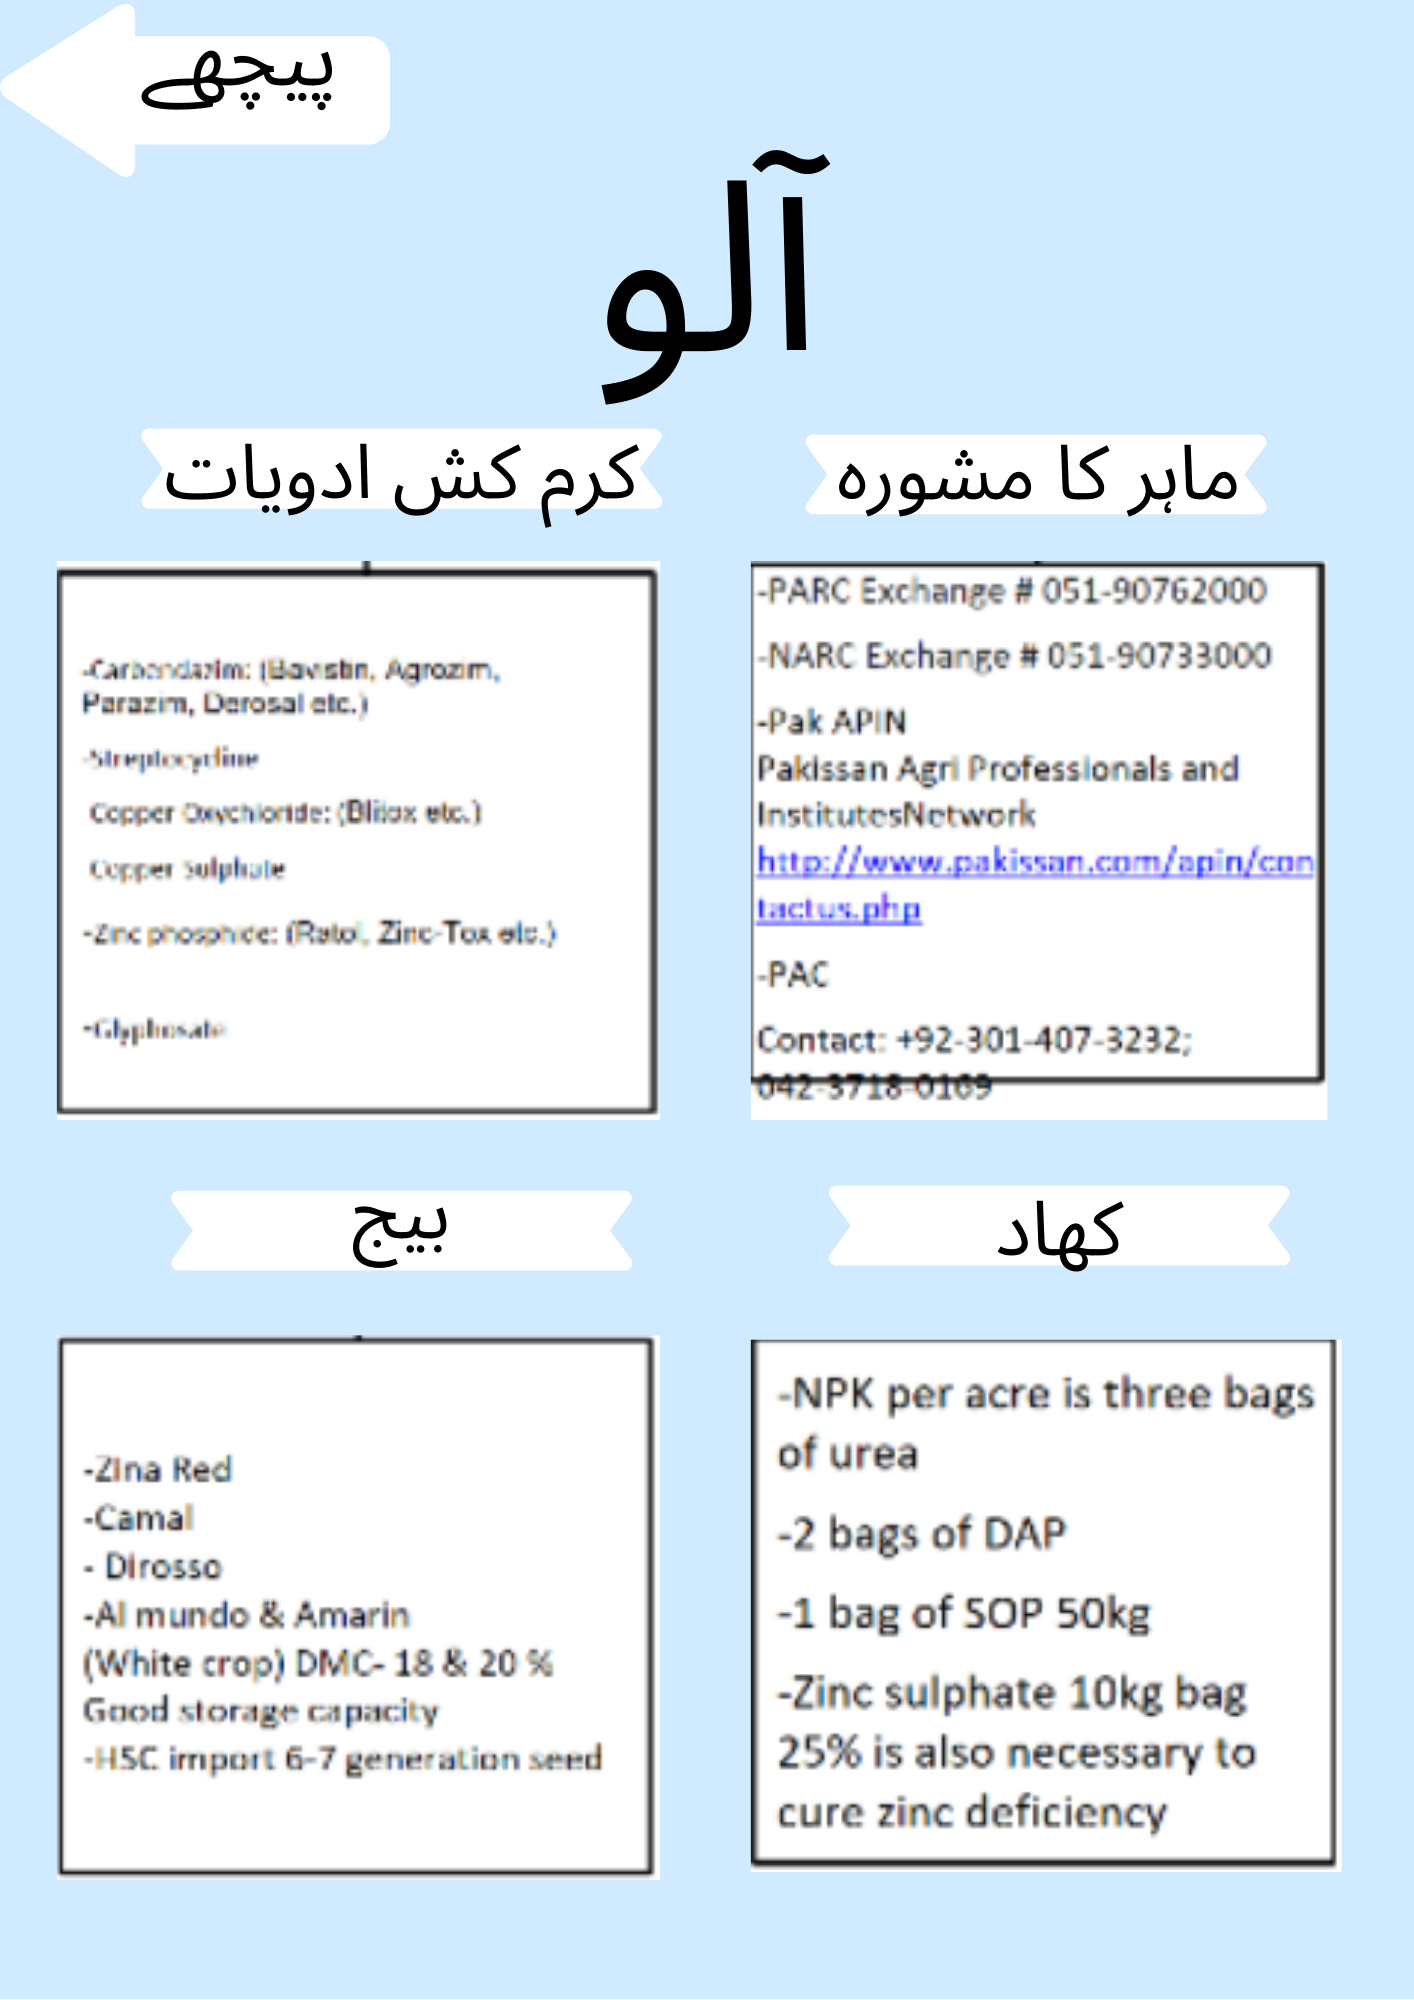 پیچھے
آلو
ماہر کا مشورہ
کرم کش ادویات
-Carbendazim: (Bavistin, Agrozim,
Parazim, Derosal etc.)
-Streptocycline
Copper Oxychloride: (Blitox etc.)
Copper Sulphate
-Zinc phosphide: (Ratol, Zinc-Tox etc.)
-Glyphosate
-PARC Exchange # 051-90762000
-NARC Exchange # 051-90733000
-Pak APIN
Pakissan Agri Professionals and
InstitutesNetwork
http://www.pakissan.com/apin/con
tactus.php
-PAC
Contact: +92-301-407-3232;
042-3718-0169
بیج
کھاد
-Zina Red
-Camal
- Dirosso
-Al mundo & Amarin
(White crop) DMC- 18 & 20 %
Good storage capacity
-HSC import 6-7 generation seed
-NPK per acre is three bags
of urea
-2 bags of DAP
-1 bag of SOP 50kg
-Zinc sulphate 10kg bag
25% is also necessary to
cure zinc deficiency